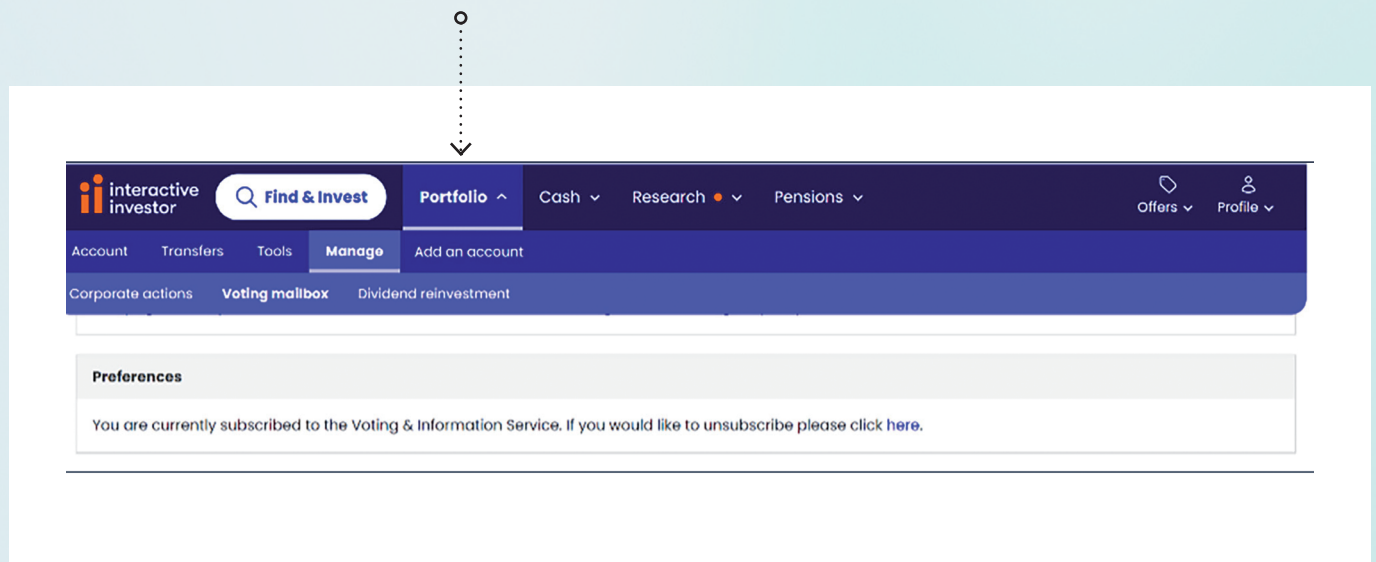 interactive
investor
Find & Invest
Portfolio
Cash
Research
Pensions
Offers
Profile
Account Transfers Tools Manage Add an account
Corporate actions Voting mailbox Dividend reinvestment
Preferences
You are currently subscribed to the Voting & Information Service. If you would like to unsubscribe please click here.